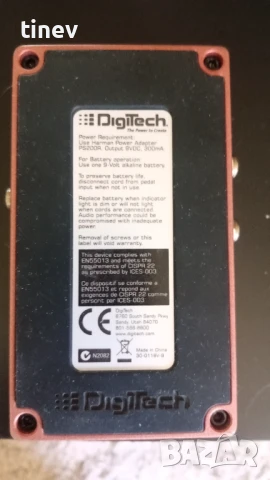 tinev
DigiTech
The Power to Create
Power Requirement:
Use Harman Power Adapter
PS200R. Output 9VDC, 300mA.
For Battery operation:
Use one 9-Volt alkaline battery.
To preserve battery life,
disconnect cord from pedal
input when not in use.
Replace battery when indicator
light is dim or will not light
when cords are connected.
Audio performance could be
compromised with inadequate
power.
Removal of screws or this
label will void warranty.
This device complies with
EN55013 and meets the
requirements of CISPR 22
as prescribed by ICES-003.
Ce dispositif se conforme à
EN55013 et répond aux
exigences de CISPR 22 comme
prescrit par ICES-003.
CE
DigiTech
8760 South Sandy Pkwy
Sandy, Utah 84070
801-566-8800
www.digitech.com
N2082
Made in China
DigiTech
BAZAR